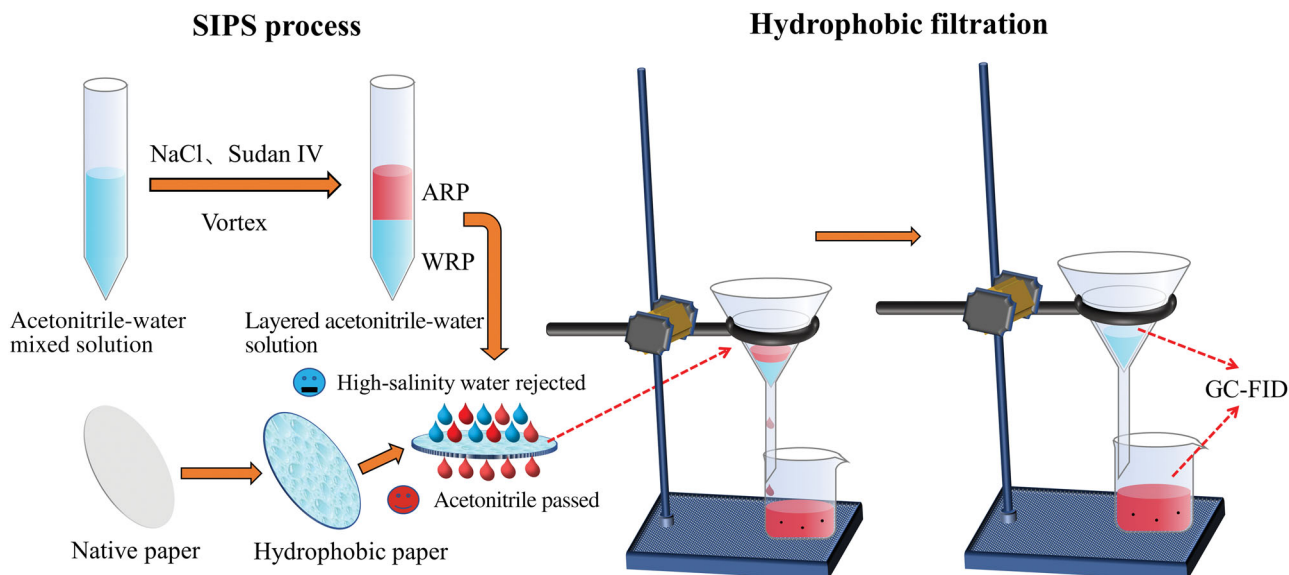 SIPS process
Hydrophobic filtration
NaCl、Sudan IV
Vortex
ARP
WRP
Acetonitrile-water
mixed solution
Layered acetonitrile-water
solution
High-salinity water rejected
Acetonitrile passed
Native paper
Hydrophobic paper
GC-FID